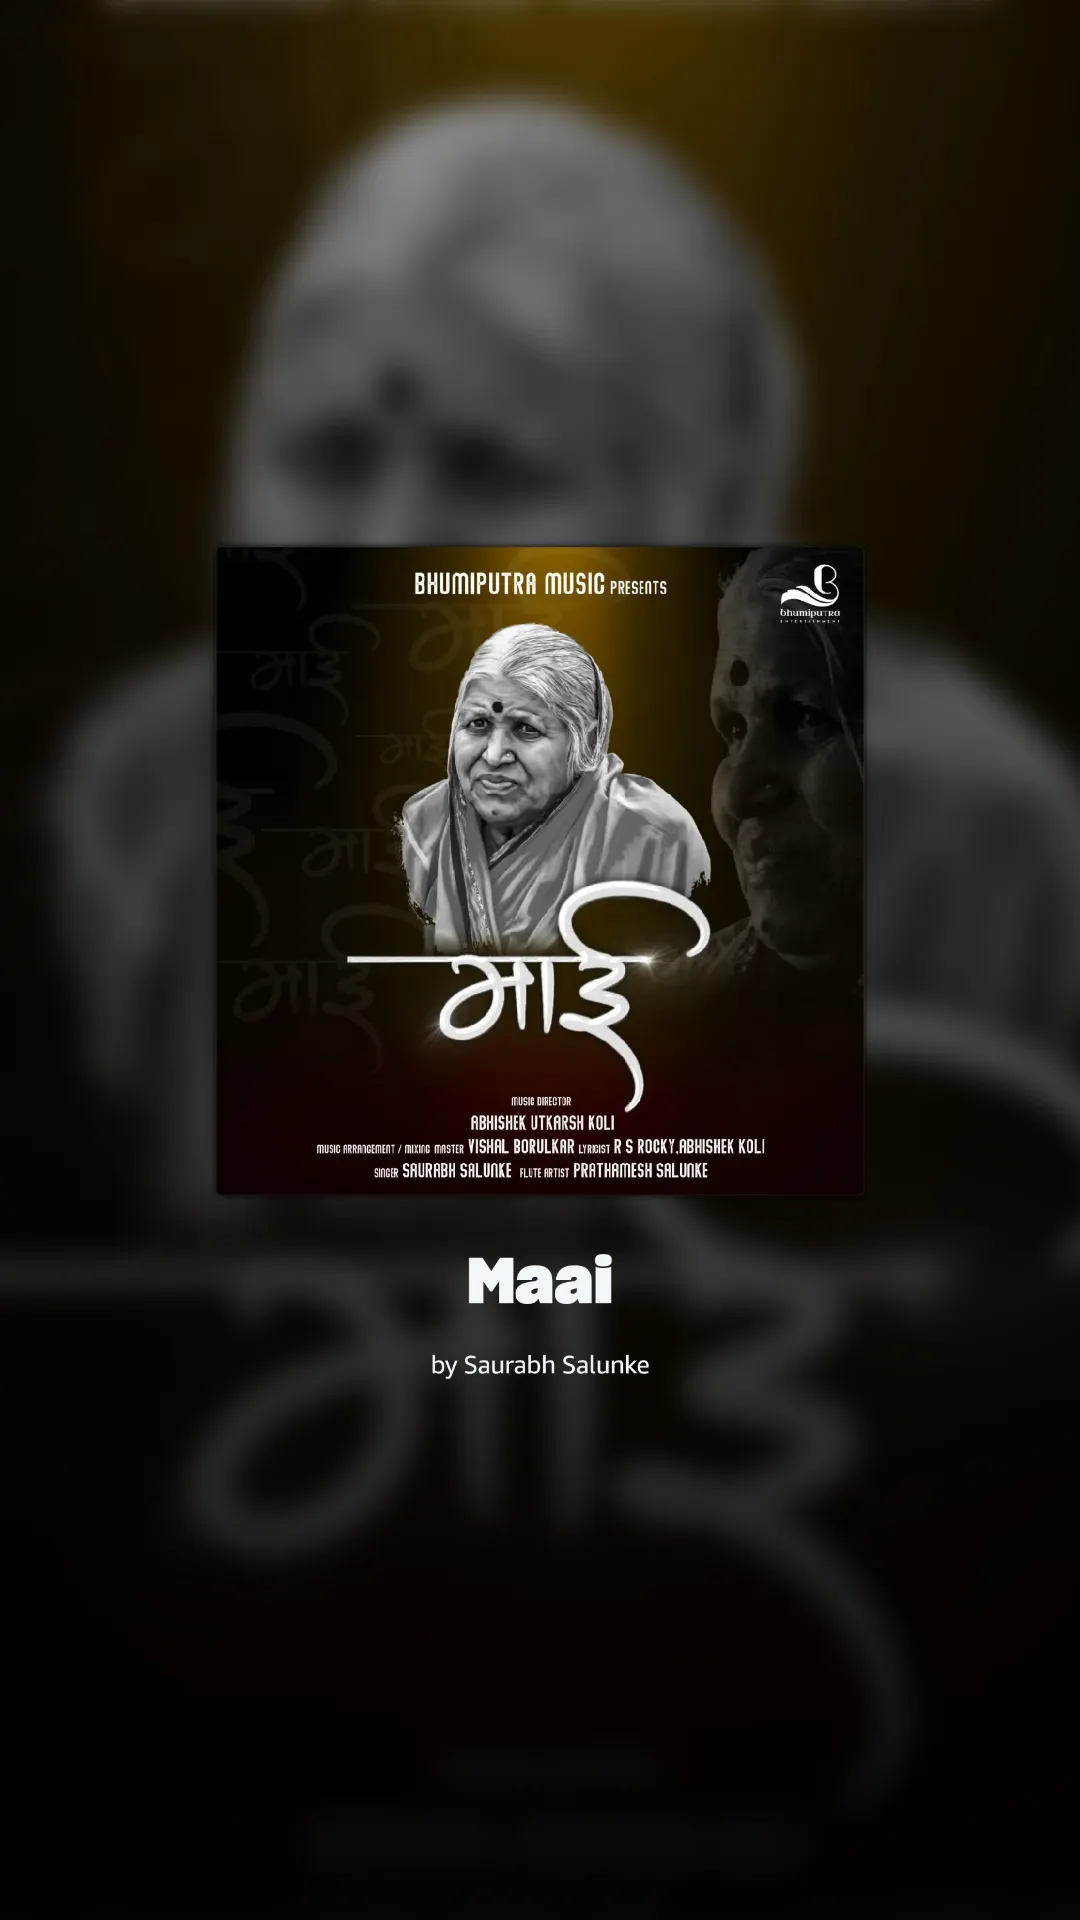 BHUMIPUTRA MUSIC PRESENTS
bhumiputra
ENTERTAINMENT
माई
माई
माई
माई
माई
माई
MUSIC DIRECTOR
ABHISHEK UTKARSH KOLI
MUSIC ARRANGEMENT / MIXING MASTER VISHAL BORULKAR LYRICIST R S ROCKY,ABHISHEK KOLI
SINGER SAURABH SALUNKE FLUTE ARTIST PRATHAMESH SALUNKE
Maai
by Saurabh Salunke
माई